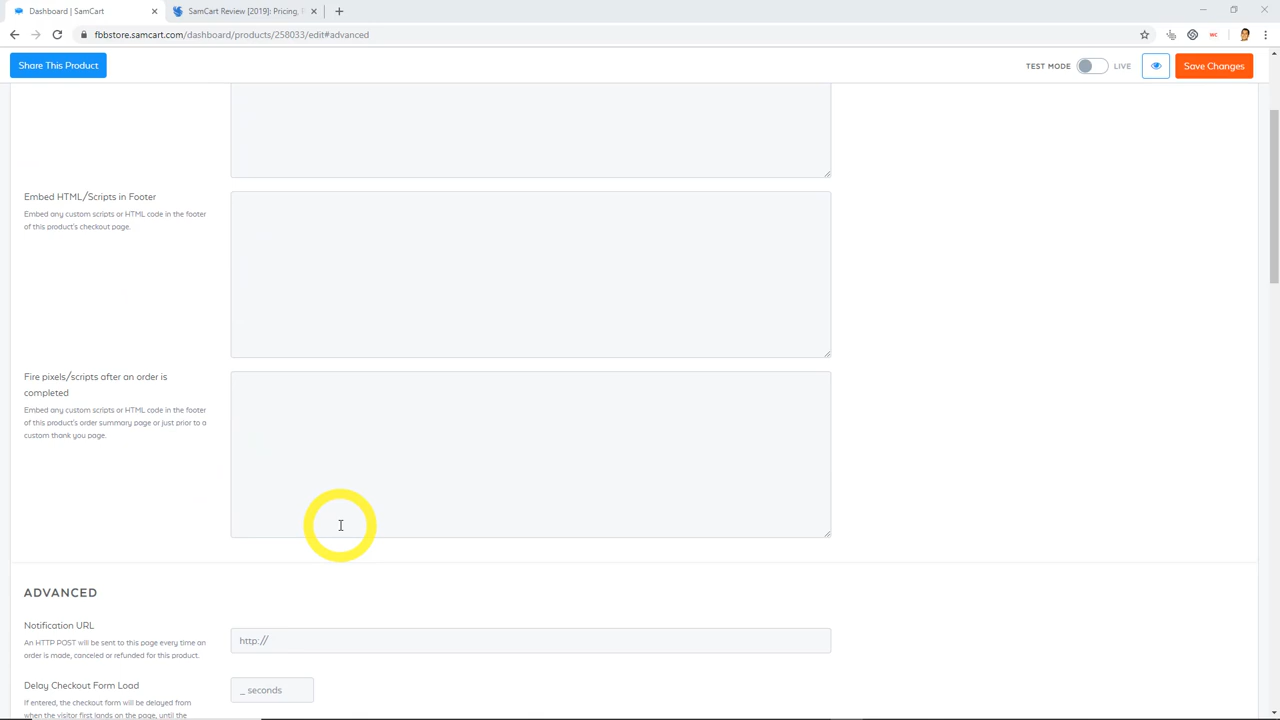 Dashboard | SamCart
SamCart Review [2019]: Pricing,
fbbstore.samcart.com/dashboard/products/258033/edit#advanced
Share This Product
TEST MODE
LIVE
Save Changes
Embed HTML/Scripts in Footer
Embed any custom scripts or HTML code in the footer
of this product's checkout page.
Fire pixels/scripts after an order is
completed
Embed any custom scripts or HTML code in the footer
of this product's order summary page or just prior to a
custom thank you page.
ADVANCED
Notification URL
An HTTP POST will be sent to this page every time an
order is made, canceled or refunded for this product.
http://
Delay Checkout Form Load
If entered, the checkout form will be delayed from
when the visitor first lands on the page, until the
_ seconds